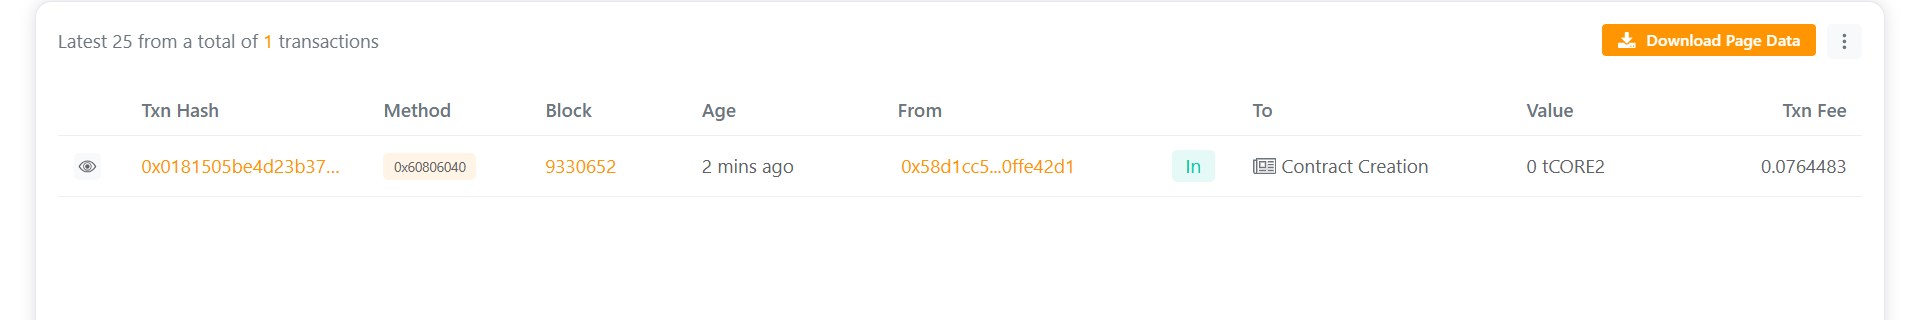 Latest 25 from a total of 1 transactions
Download Page Data
Txn Hash Method Block Age From To Value Txn Fee
0x0181505be4d23b37... 0x60806040 9330652 2 mins ago 0x58d1cc5...0ffe42d1 In Contract Creation 0 tCORE2 0.0764483